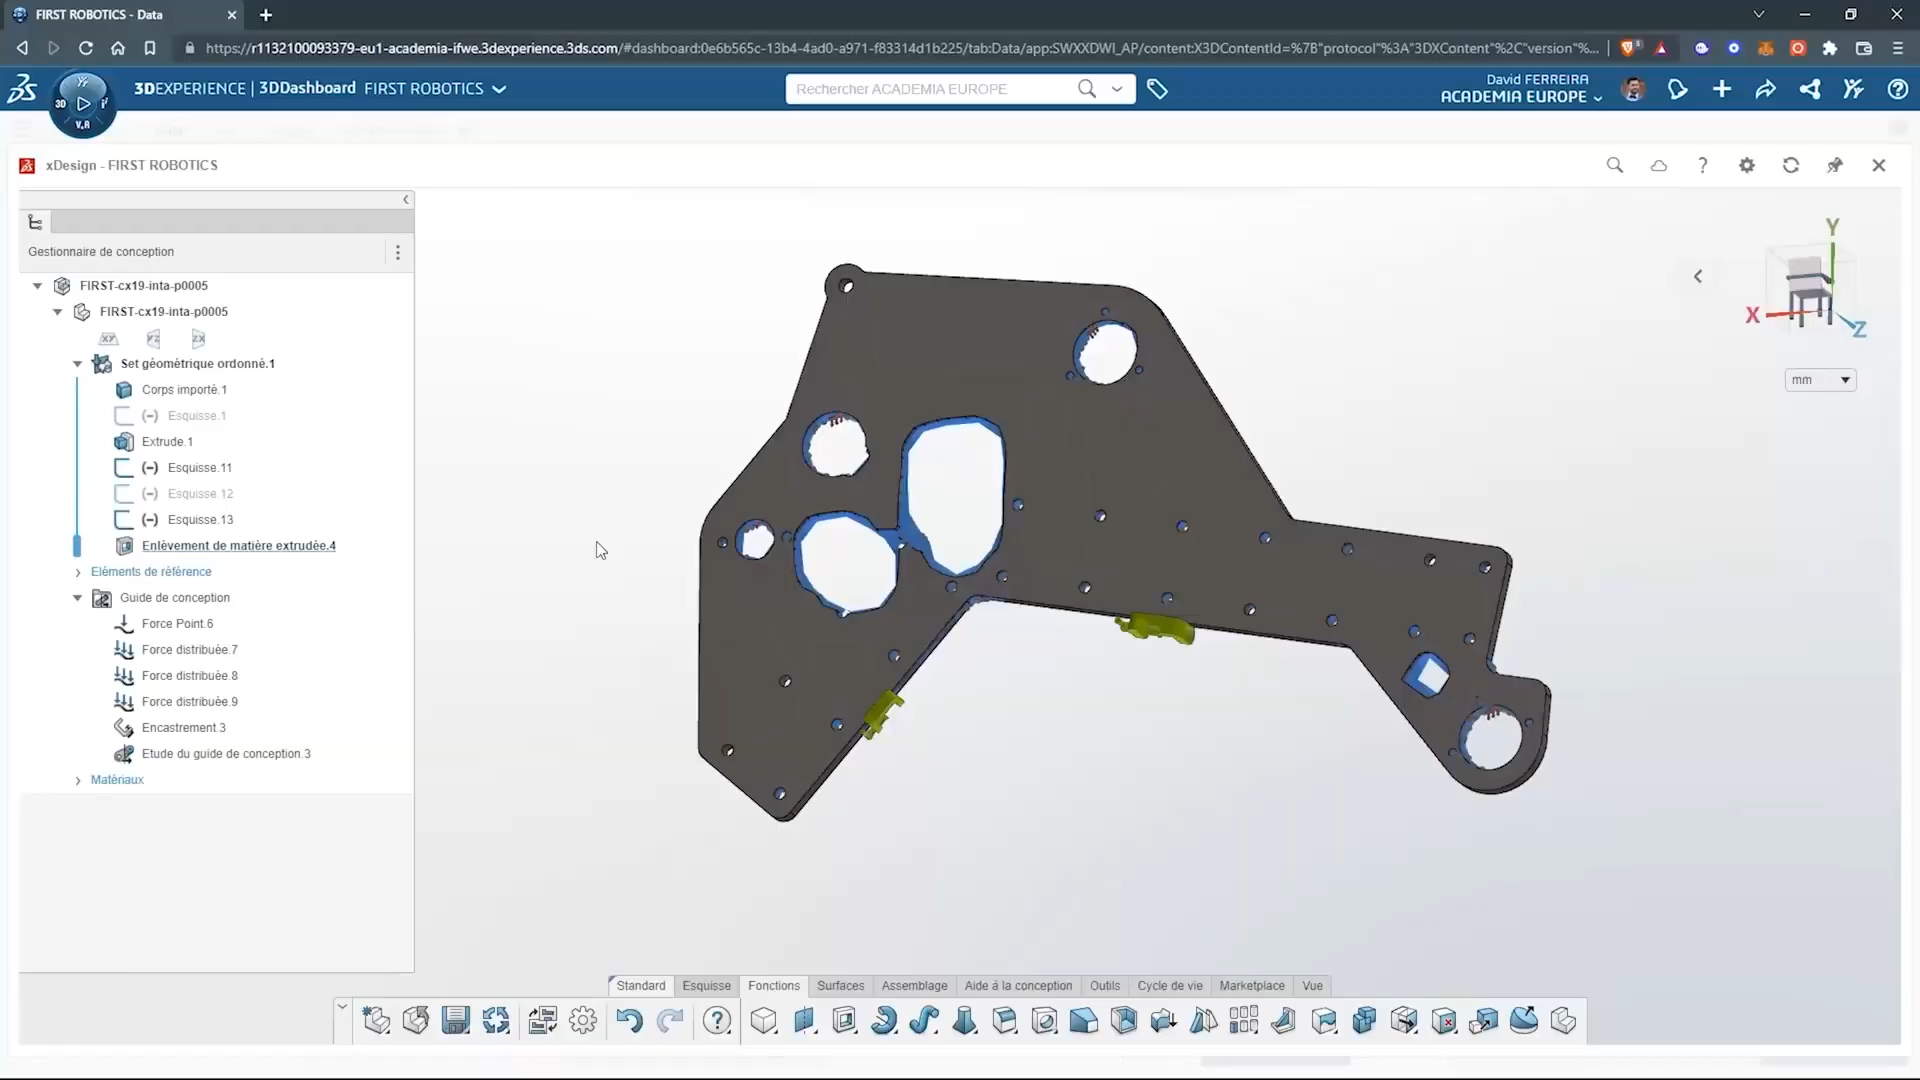 FIRST ROBOTICS - Data
https://r1132100093379-eu1-academia-ifwe.3dexperience.3ds.com/#dashboard:0e6b565c-13b4-4ad0-a971-f83314d1b225/tab:Data/app:SWXXDWI_AP/content:X3DContentId=%7B"protocol"%3A"3DXContent"%2C"version"%...
3DEXPERIENCE | 3DDashboard FIRST ROBOTICS
Rechercher ACADEMIA EUROPE
David FERREIRA
ACADEMIA EUROPE
3D
V.R
xDesign - FIRST ROBOTICS
Gestionnaire de conception
FIRST-cx19-inta-p0005
FIRST-cx19-inta-p0005
XY YZ ZX
Set géométrique ordonné.1
Corps importé.1
(-) Esquisse.1
Extrude.1
(-) Esquisse.11
(-) Esquisse.12
(-) Esquisse.13
Enlèvement de matière extrudée.4
Eléments de référence
Guide de conception
Force Point.6
Force distribuée.7
Force distribuée.8
Force distribuée.9
Encastrement.3
Etude du guide de conception.3
Matériaux
Y
X
Z
mm
Standard Esquisse Fonctions Surfaces Assemblage Aide à la conception Outils Cycle de vie Marketplace Vue